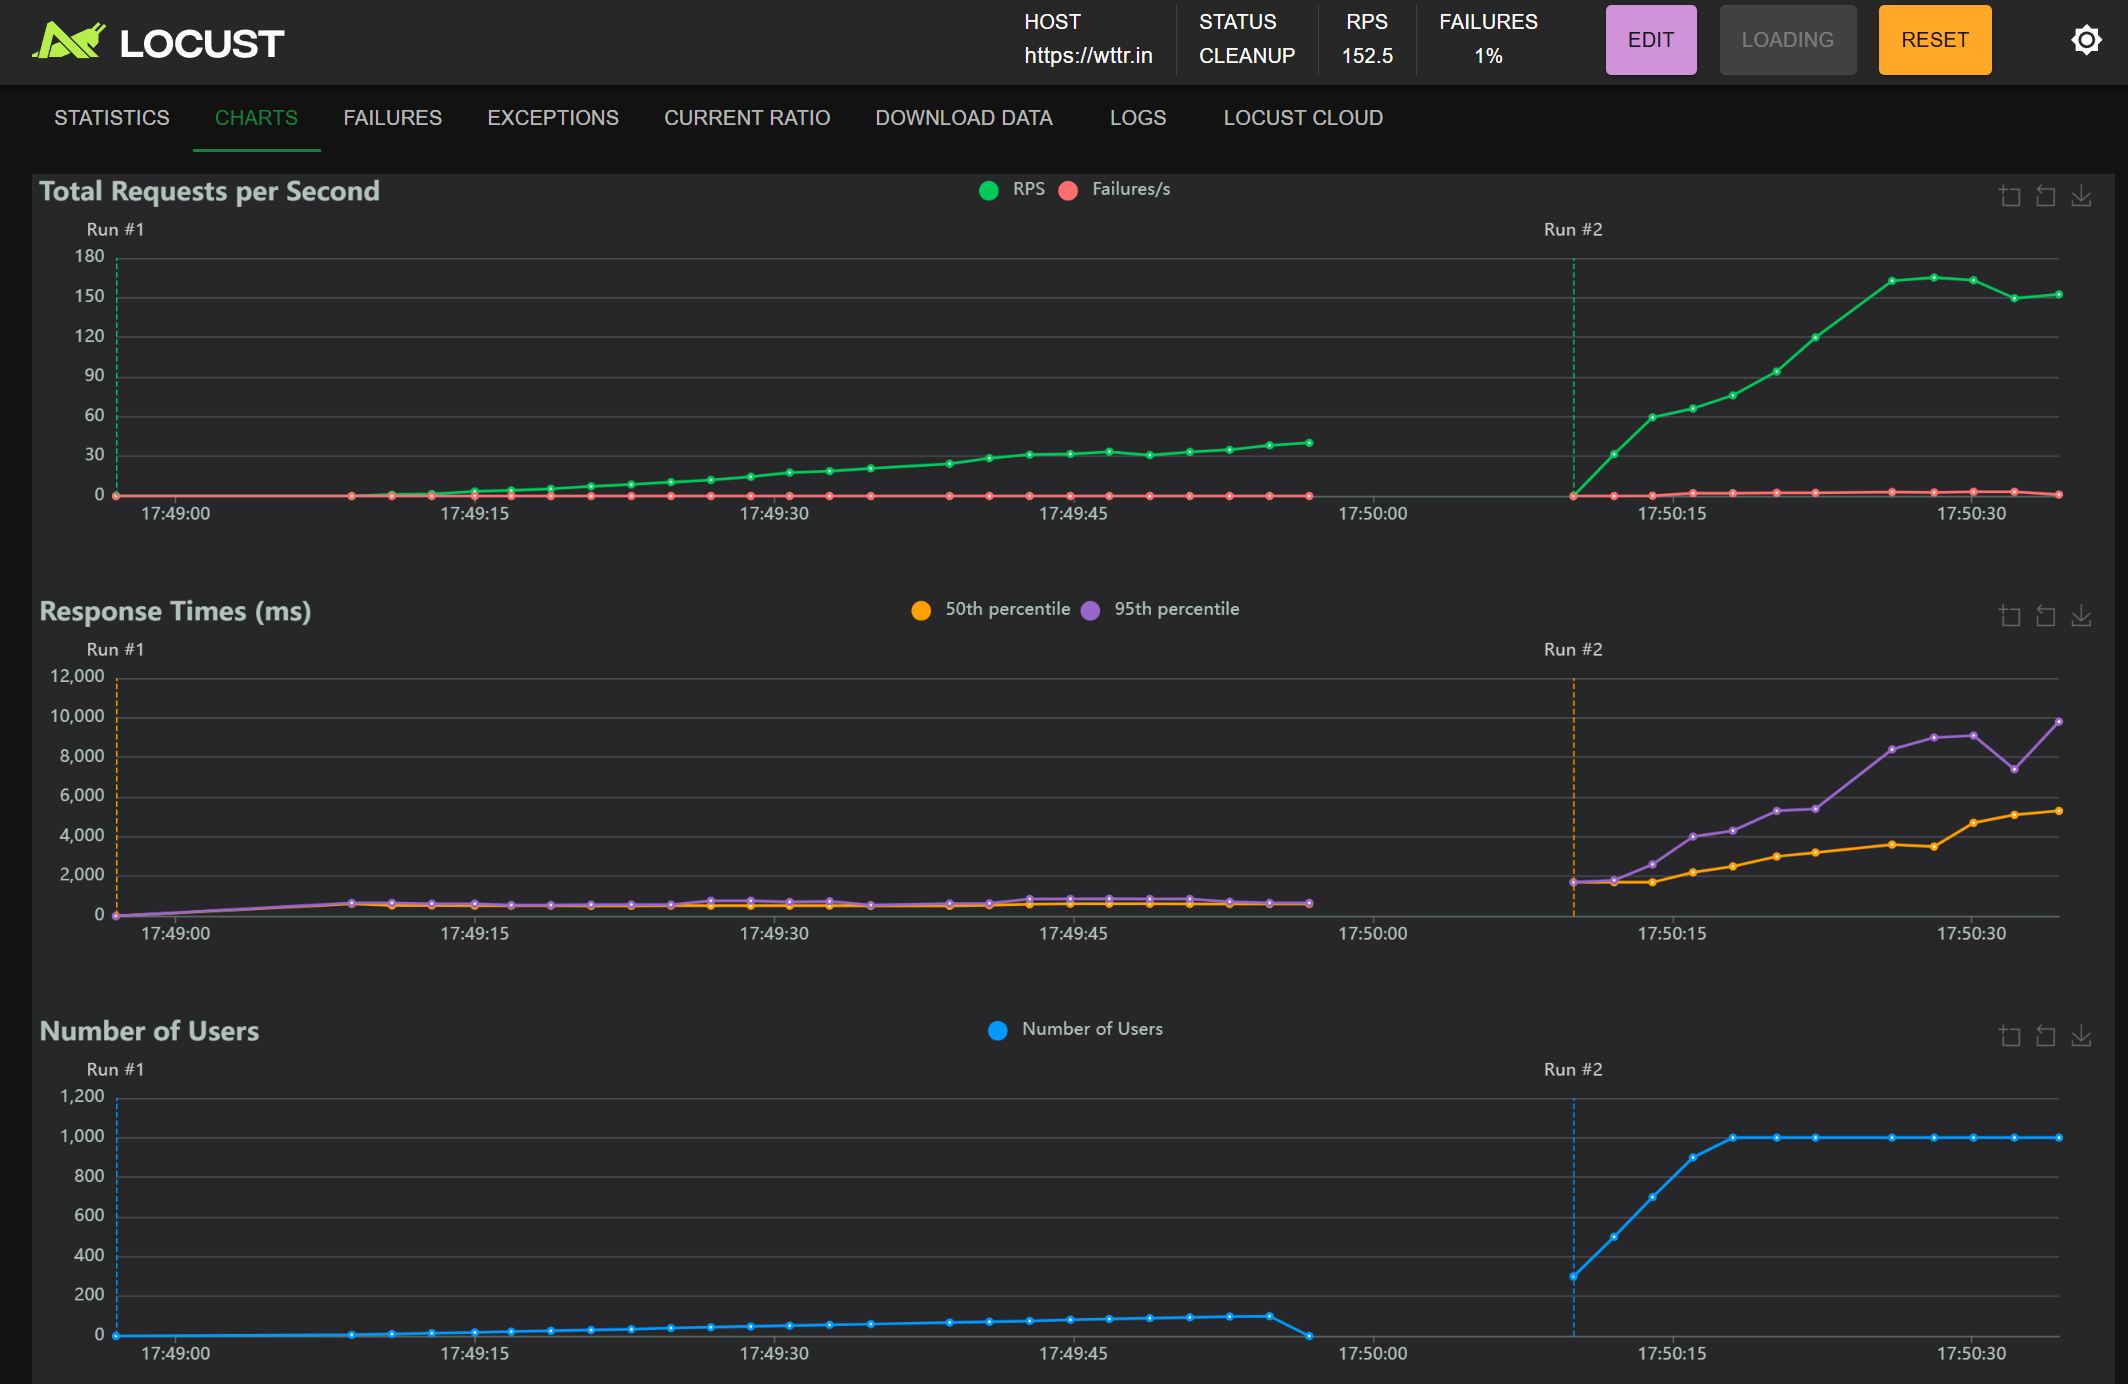 LOCUST
HOST
https://wttr.in
STATUS
CLEANUP
RPS
152.5
FAILURES
1%
EDIT
LOADING
RESET
STATISTICS CHARTS FAILURES EXCEPTIONS CURRENT RATIO DOWNLOAD DATA LOGS LOCUST CLOUD
Total Requests per Second
RPS Failures/s
Run #1 Run #2
180
150
120
90
60
30
0
17:49:00 17:49:15 17:49:30 17:49:45 17:50:00 17:50:15 17:50:30
Response Times (ms)
50th percentile 95th percentile
Run #1 Run #2
12,000
10,000
8,000
6,000
4,000
2,000
0
17:49:00 17:49:15 17:49:30 17:49:45 17:50:00 17:50:15 17:50:30
Number of Users
Number of Users
Run #1 Run #2
1,200
1,000
800
600
400
200
0
17:49:00 17:49:15 17:49:30 17:49:45 17:50:00 17:50:15 17:50:30